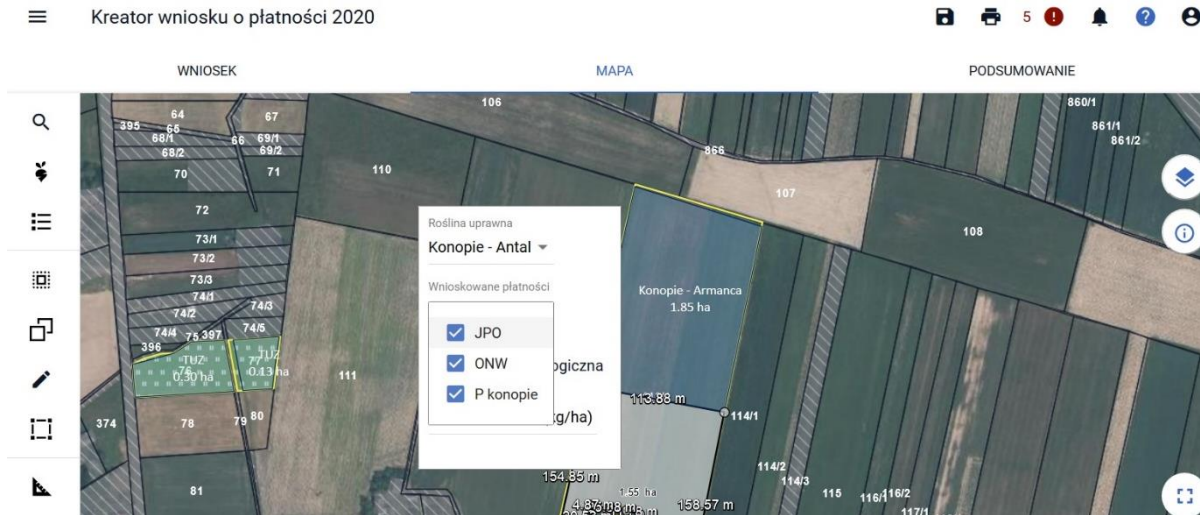 Kreator wniosku o płatności 2020
5
WNIOSEK
MAPA
PODSUMOWANIE
64
67
395
65
68/1
66
69/1
68/2
69/2
70
71
72
73/1
73/2
73/3
74/1
74/2
74/3
74/4
75
397
74/5
396
TUZ
76
0.30 ha
TUZ
77
0.13 ha
374
78
79
80
81
106
110
111
866
107
108
860/1
861/1
861/2
Roślina uprawna
Konopie - Antal
Wnioskowane płatności
JPO
ONW
ogiczna
P konopie
kg/ha)
Konopie - Armanca
1.85 ha
113.88 m
114/1
154.85 m
1.55 ha
158.57 m
114/2
114/3
115
116/1
116/2
117/1